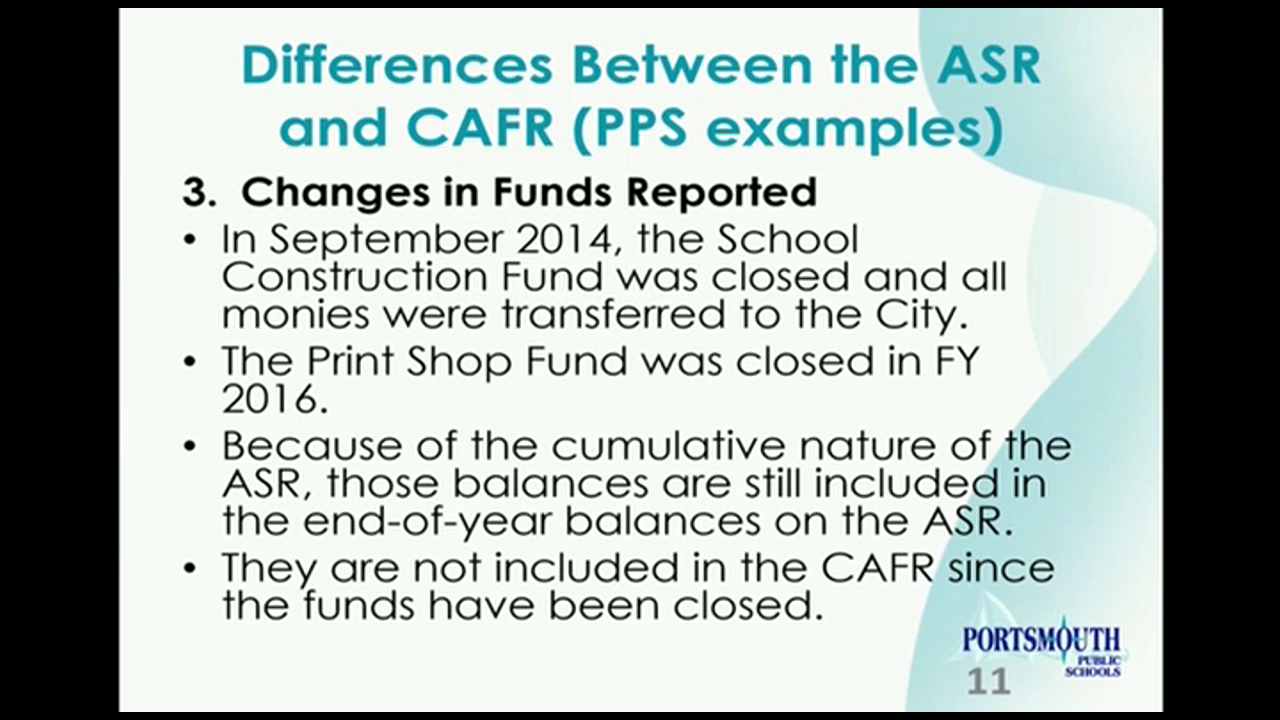 Differences Between the ASR
and CAFR (PPS examples)
3. Changes in Funds Reported
• In September 2014, the School
Construction Fund was closed and all
monies were transferred to the City.
• The Print Shop Fund was closed in FY
2016.
• Because of the cumulative nature of the
ASR, those balances are still included in
the end-of-year balances on the ASR.
• They are not included in the CAFR since
the funds have been closed.
PORTSMOUTH
PUBLIC
SCHOOLS
11